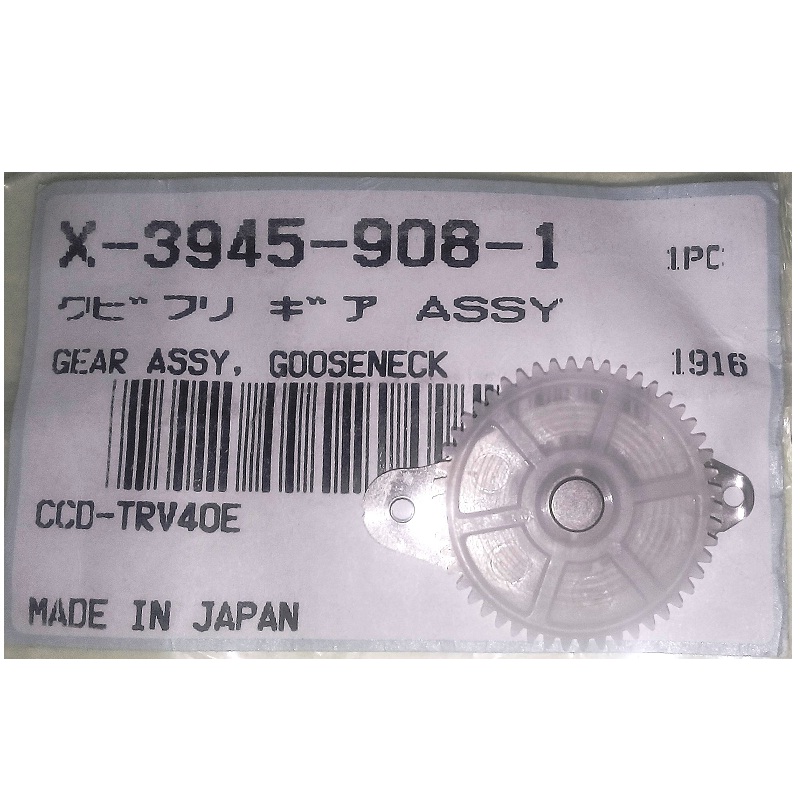 X-3945-908-1 1PC
クビフリ ギア ASSY
GEAR ASSY, GOOSENECK 1916
CCD-TRV40E
MADE IN JAPAN